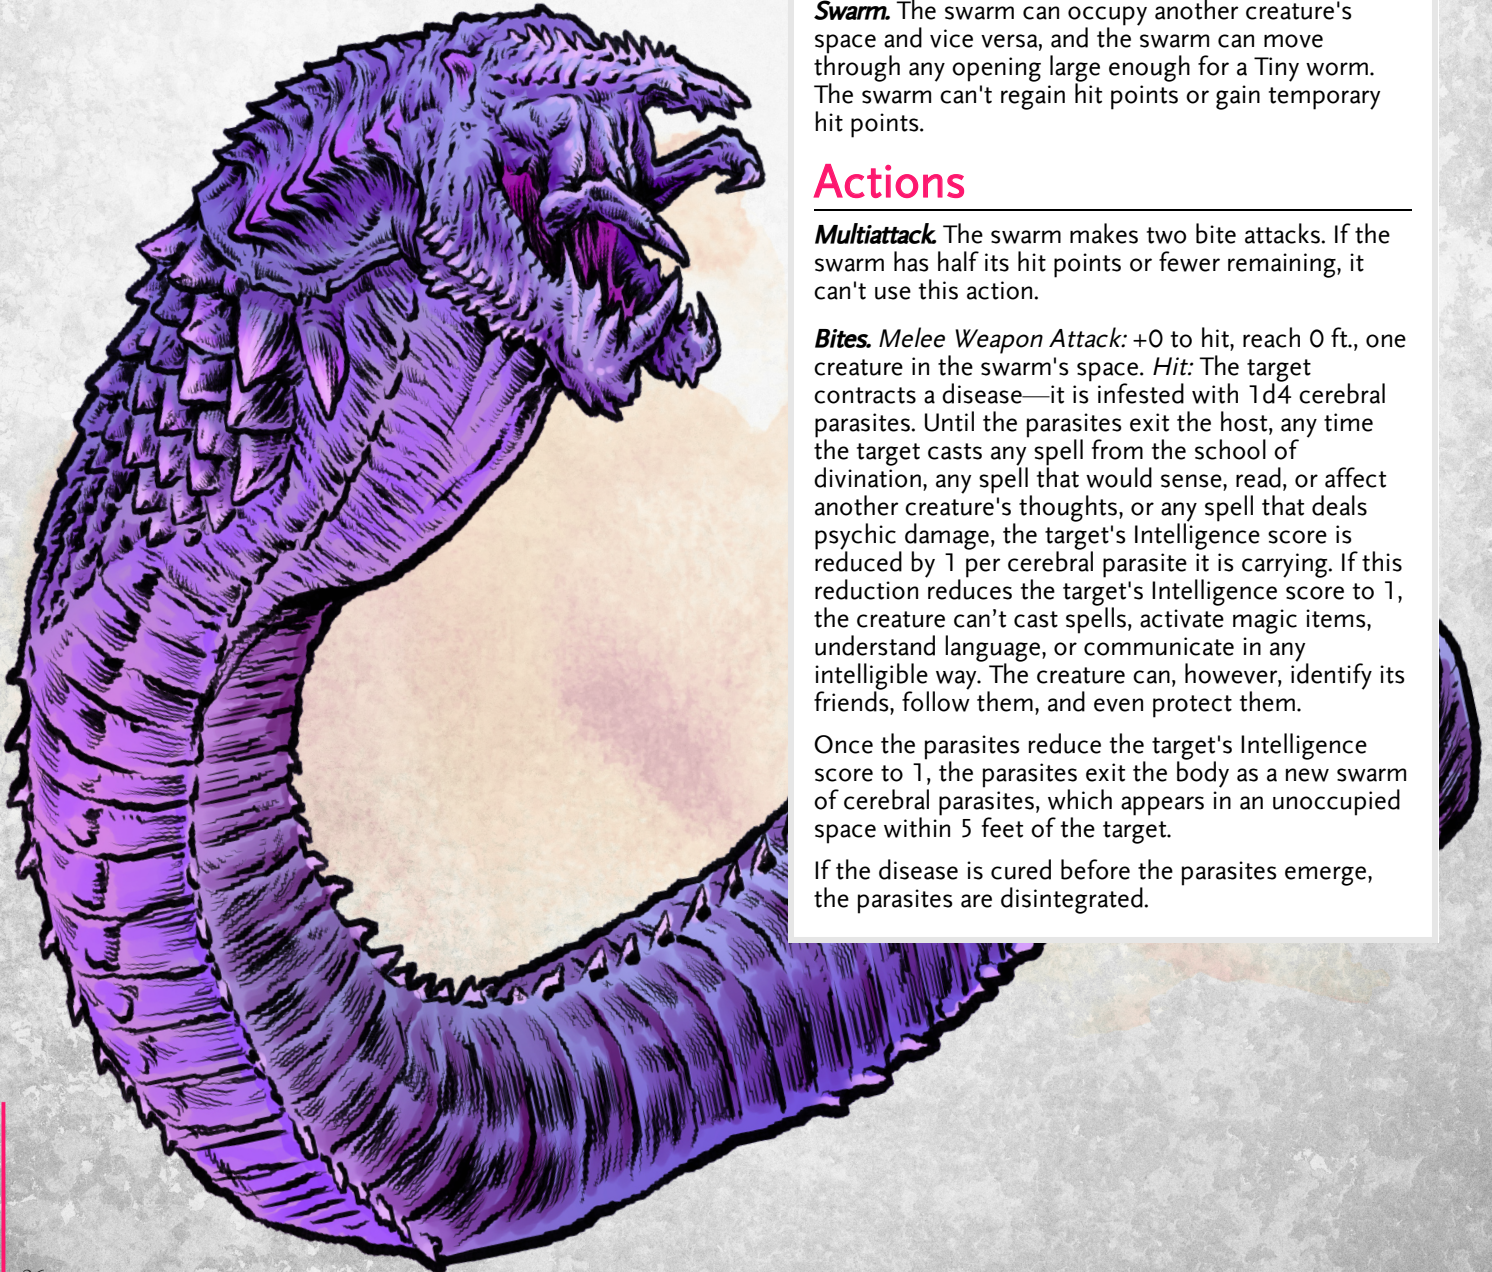 Swarm. The swarm can occupy another creature's
space and vice versa, and the swarm can move
through any opening large enough for a Tiny worm.
The swarm can't regain hit points or gain temporary
hit points.
Actions
Multiattack. The swarm makes two bite attacks. If the
swarm has half its hit points or fewer remaining, it
can't use this action.
Bites. Melee Weapon Attack: +0 to hit, reach 0 ft., one
creature in the swarm's space. Hit: The target
contracts a disease—it is infested with 1d4 cerebral
parasites. Until the parasites exit the host, any time
the target casts any spell from the school of
divination, any spell that would sense, read, or affect
another creature's thoughts, or any spell that deals
psychic damage, the target's Intelligence score is
reduced by 1 per cerebral parasite it is carrying. If this
reduction reduces the target's Intelligence score to 1,
the creature can’t cast spells, activate magic items,
understand language, or communicate in any
intelligible way. The creature can, however, identify its
friends, follow them, and even protect them.
Once the parasites reduce the target's Intelligence
score to 1, the parasites exit the body as a new swarm
of cerebral parasites, which appears in an unoccupied
space within 5 feet of the target.
If the disease is cured before the parasites emerge,
the parasites are disintegrated.